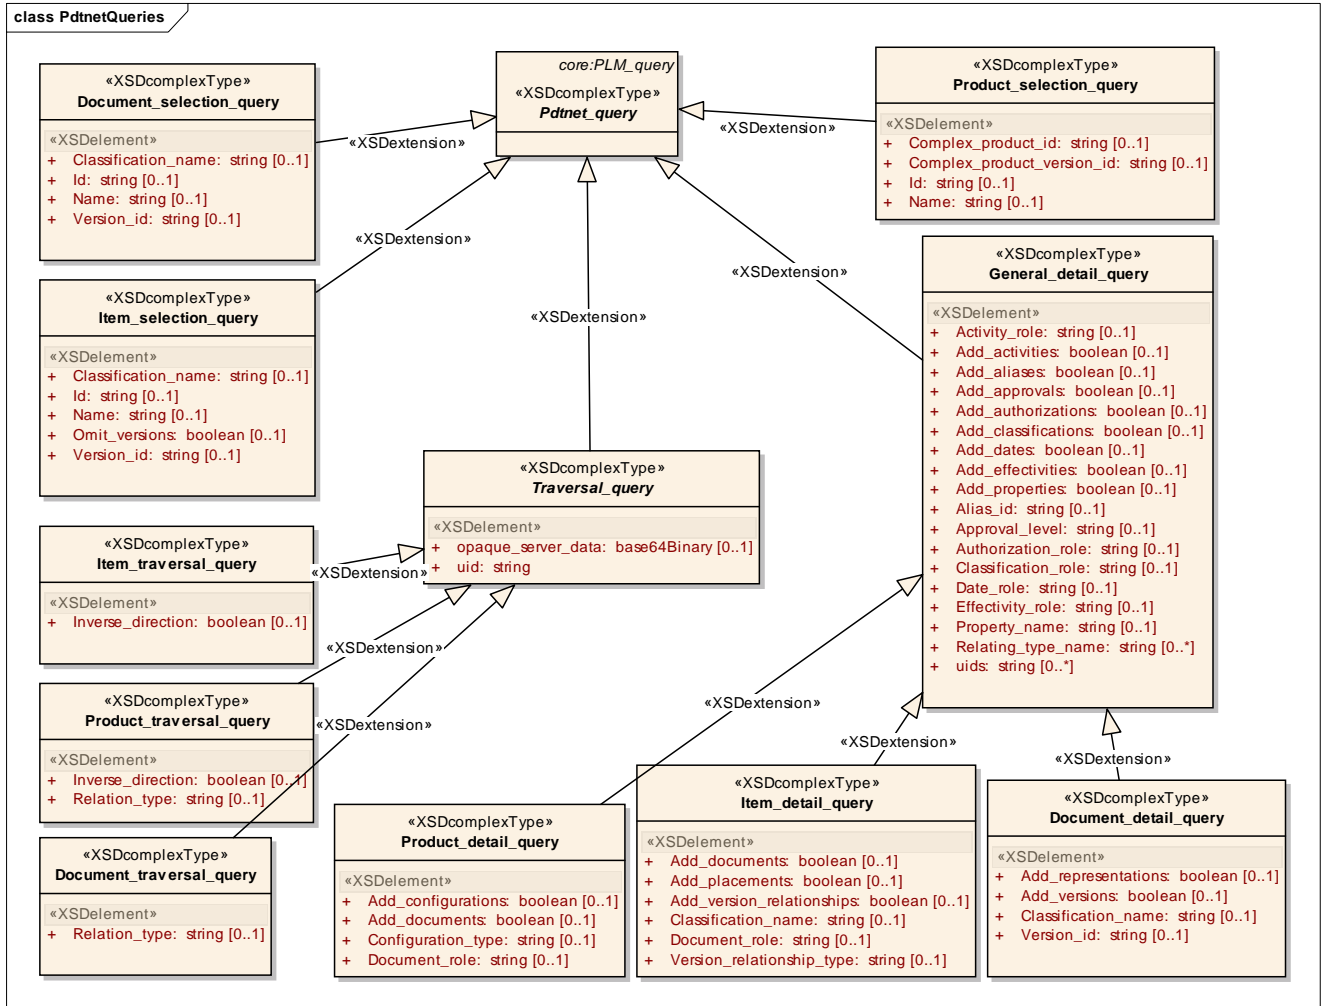 class PdtnetQueries
«XSDcomplexType»
Document_selection_query
«XSDelement»
+ Classification_name: string [0..1]
+ Id: string [0..1]
+ Name: string [0..1]
+ Version_id: string [0..1]
core:PLM_query
«XSDcomplexType»
Pdtnet_query
«XSDcomplexType»
Product_selection_query
«XSDelement»
+ Complex_product_id: string [0..1]
+ Complex_product_version_id: string [0..1]
+ Id: string [0..1]
+ Name: string [0..1]
«XSDextension»
«XSDextension»
«XSDextension»
«XSDextension»
«XSDextension»
«XSDcomplexType»
Item_selection_query
«XSDelement»
+ Classification_name: string [0..1]
+ Id: string [0..1]
+ Name: string [0..1]
+ Omit_versions: boolean [0..1]
+ Version_id: string [0..1]
«XSDcomplexType»
General_detail_query
«XSDelement»
+ Activity_role: string [0..1]
+ Add_activities: boolean [0..1]
+ Add_aliases: boolean [0..1]
+ Add_approvals: boolean [0..1]
+ Add_authorizations: boolean [0..1]
+ Add_classifications: boolean [0..1]
+ Add_dates: boolean [0..1]
+ Add_effectivities: boolean [0..1]
+ Add_properties: boolean [0..1]
+ Alias_id: string [0..1]
+ Approval_level: string [0..1]
+ Authorization_role: string [0..1]
+ Classification_role: string [0..1]
+ Date_role: string [0..1]
+ Effectivity_role: string [0..1]
+ Property_name: string [0..1]
+ Relating_type_name: string [0..*]
+ uids: string [0..*]
«XSDcomplexType»
Traversal_query
«XSDelement»
+ opaque_server_data: base64Binary [0..1]
+ uid: string
«XSDcomplexType»
Item_traversal_query
«XSDelement»
+ Inverse_direction: boolean [0..1]
«XSDextension»
«XSDextension»
«XSDextension»
«XSDcomplexType»
Product_traversal_query
«XSDelement»
+ Inverse_direction: boolean [0..1]
+ Relation_type: string [0..1]
«XSDcomplexType»
Document_traversal_query
«XSDelement»
+ Relation_type: string [0..1]
«XSDextension»
«XSDextension»
«XSDextension»
«XSDcomplexType»
Product_detail_query
«XSDelement»
+ Add_configurations: boolean [0..1]
+ Add_documents: boolean [0..1]
+ Configuration_type: string [0..1]
+ Document_role: string [0..1]
«XSDcomplexType»
Item_detail_query
«XSDelement»
+ Add_documents: boolean [0..1]
+ Add_placements: boolean [0..1]
+ Add_version_relationships: boolean [0..1]
+ Classification_name: string [0..1]
+ Document_role: string [0..1]
+ Version_relationship_type: string [0..1]
«XSDcomplexType»
Document_detail_query
«XSDelement»
+ Add_representations: boolean [0..1]
+ Add_versions: boolean [0..1]
+ Classification_name: string [0..1]
+ Version_id: string [0..1]